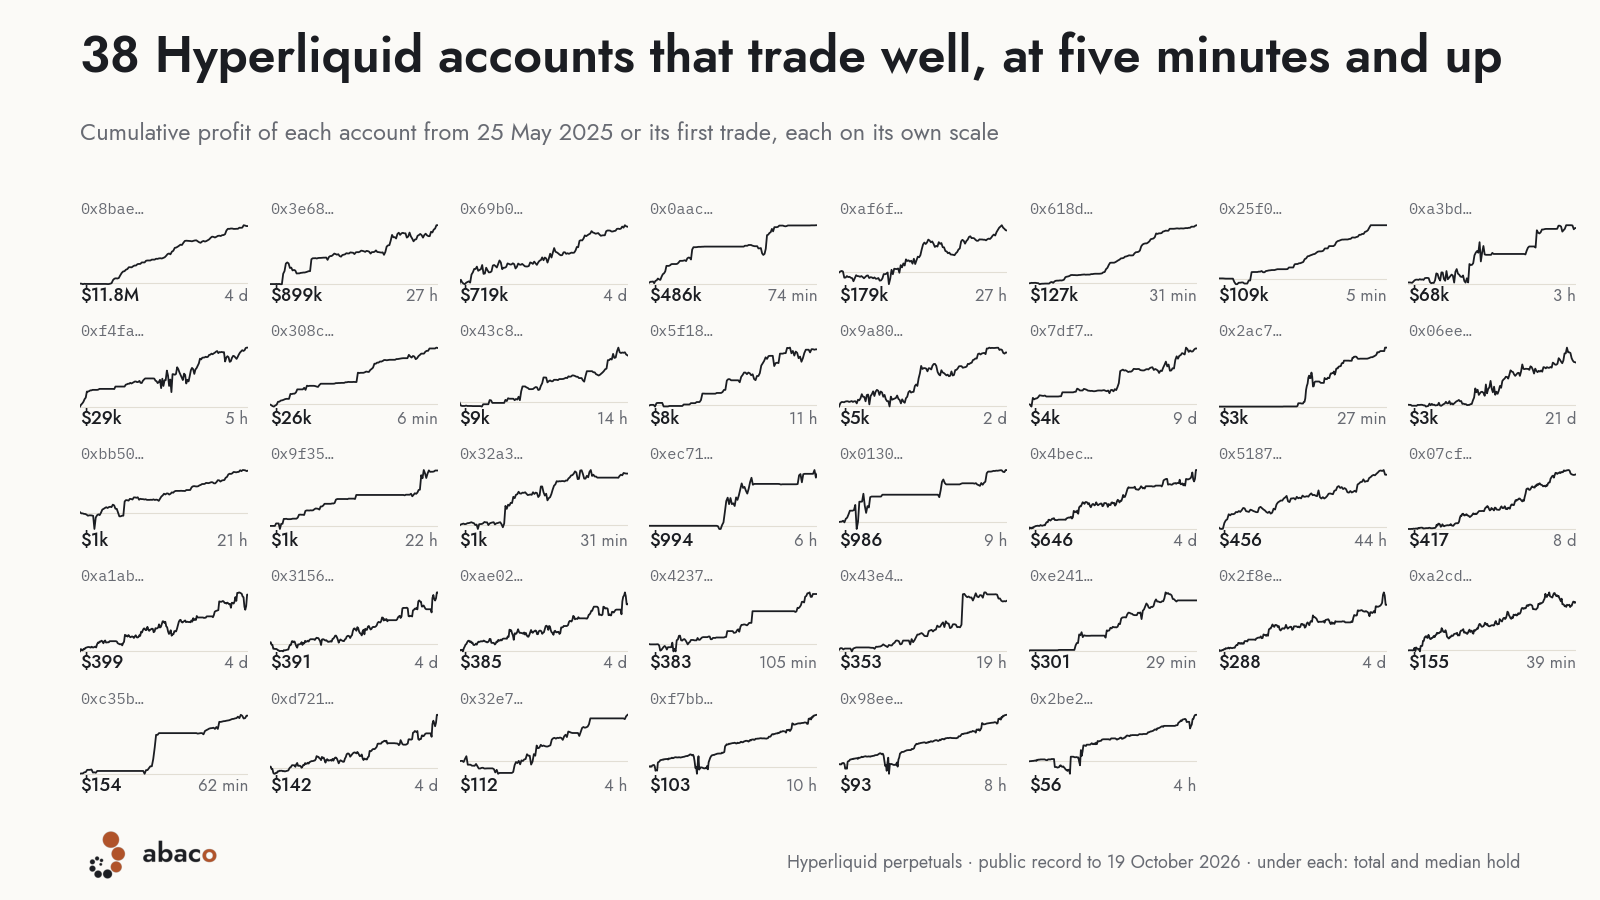 38 Hyperliquid accounts that trade well, at five minutes and up
Cumulative profit of each account from 25 May 2025 or its first trade, each on its own scale
0x8bae… 0x3e68… 0x69b0… 0x0aac… 0xaf6f… 0x618d… 0x25f0… 0xa3bd…
$11.8M 4 d $899k 27 h $719k 4 d $486k 74 min $179k 27 h $127k 31 min $109k 5 min $68k 3 h
0xf4fa… 0x308c… 0x43c8… 0x5f18… 0x9a80… 0x7df7… 0x2ac7… 0x06ee…
$29k 5 h $26k 6 min $9k 14 h $8k 11 h $5k 2 d $4k 9 d $3k 27 min $3k 21 d
0xbb50… 0x9f35… 0x32a3… 0xec71… 0x0130… 0x4bec… 0x5187… 0x07cf…
$1k 21 h $1k 22 h $1k 31 min $994 6 h $986 9 h $646 4 d $456 44 h $417 8 d
0xa1ab… 0x3156… 0xae02… 0x4237… 0x43e4… 0xe241… 0x2f8e… 0xa2cd…
$399 4 d $391 4 d $385 4 d $383 105 min $353 19 h $301 29 min $288 4 d $155 39 min
0xc35b… 0xd721… 0x32e7… 0xf7bb… 0x98ee… 0x2be2…
$154 62 min $142 4 d $112 4 h $103 10 h $93 8 h $56 4 h
abaco
Hyperliquid perpetuals · public record to 19 October 2026 · under each: total and median hold